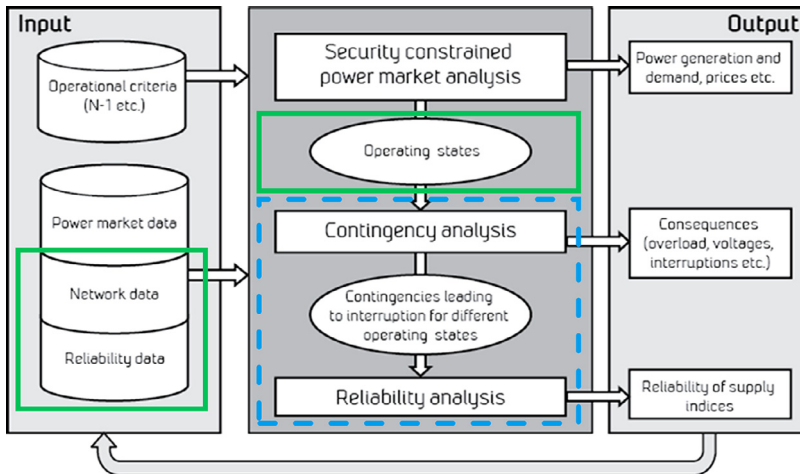 Input
Operational criteria
(N-1 etc.)
Power market data
Network data
Reliability data
Security constrained
power market analysis
Operating states
Contingency analysis
Contingencies leading
to interruption for different
operating states
Reliability analysis
Output
Power generation and
demand, prices etc.
Consequences
(overload, voltages,
interruptions etc.)
Reliability of supply
indices